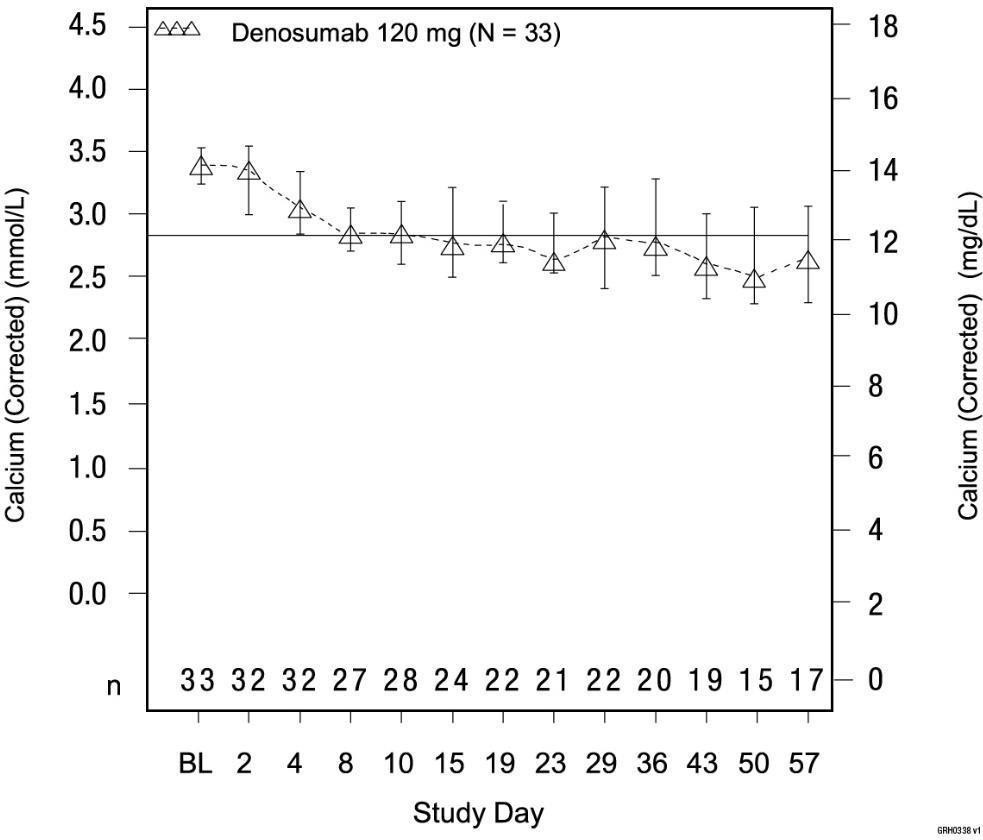 Denosumab 120 mg (N = 33)
4.5
4.0
3.5
3.0
2.5
2.0
1.5
1.0
0.5
0.0
Calcium (Corrected) (mmol/L)
18
16
14
12
10
8
6
4
2
0
Calcium (Corrected) (mg/dL)
n 33 32 32 27 28 24 22 21 22 20 19 15 17
BL 2 4 8 10 15 19 23 29 36 43 50 57
Study Day
GRH0338 v1